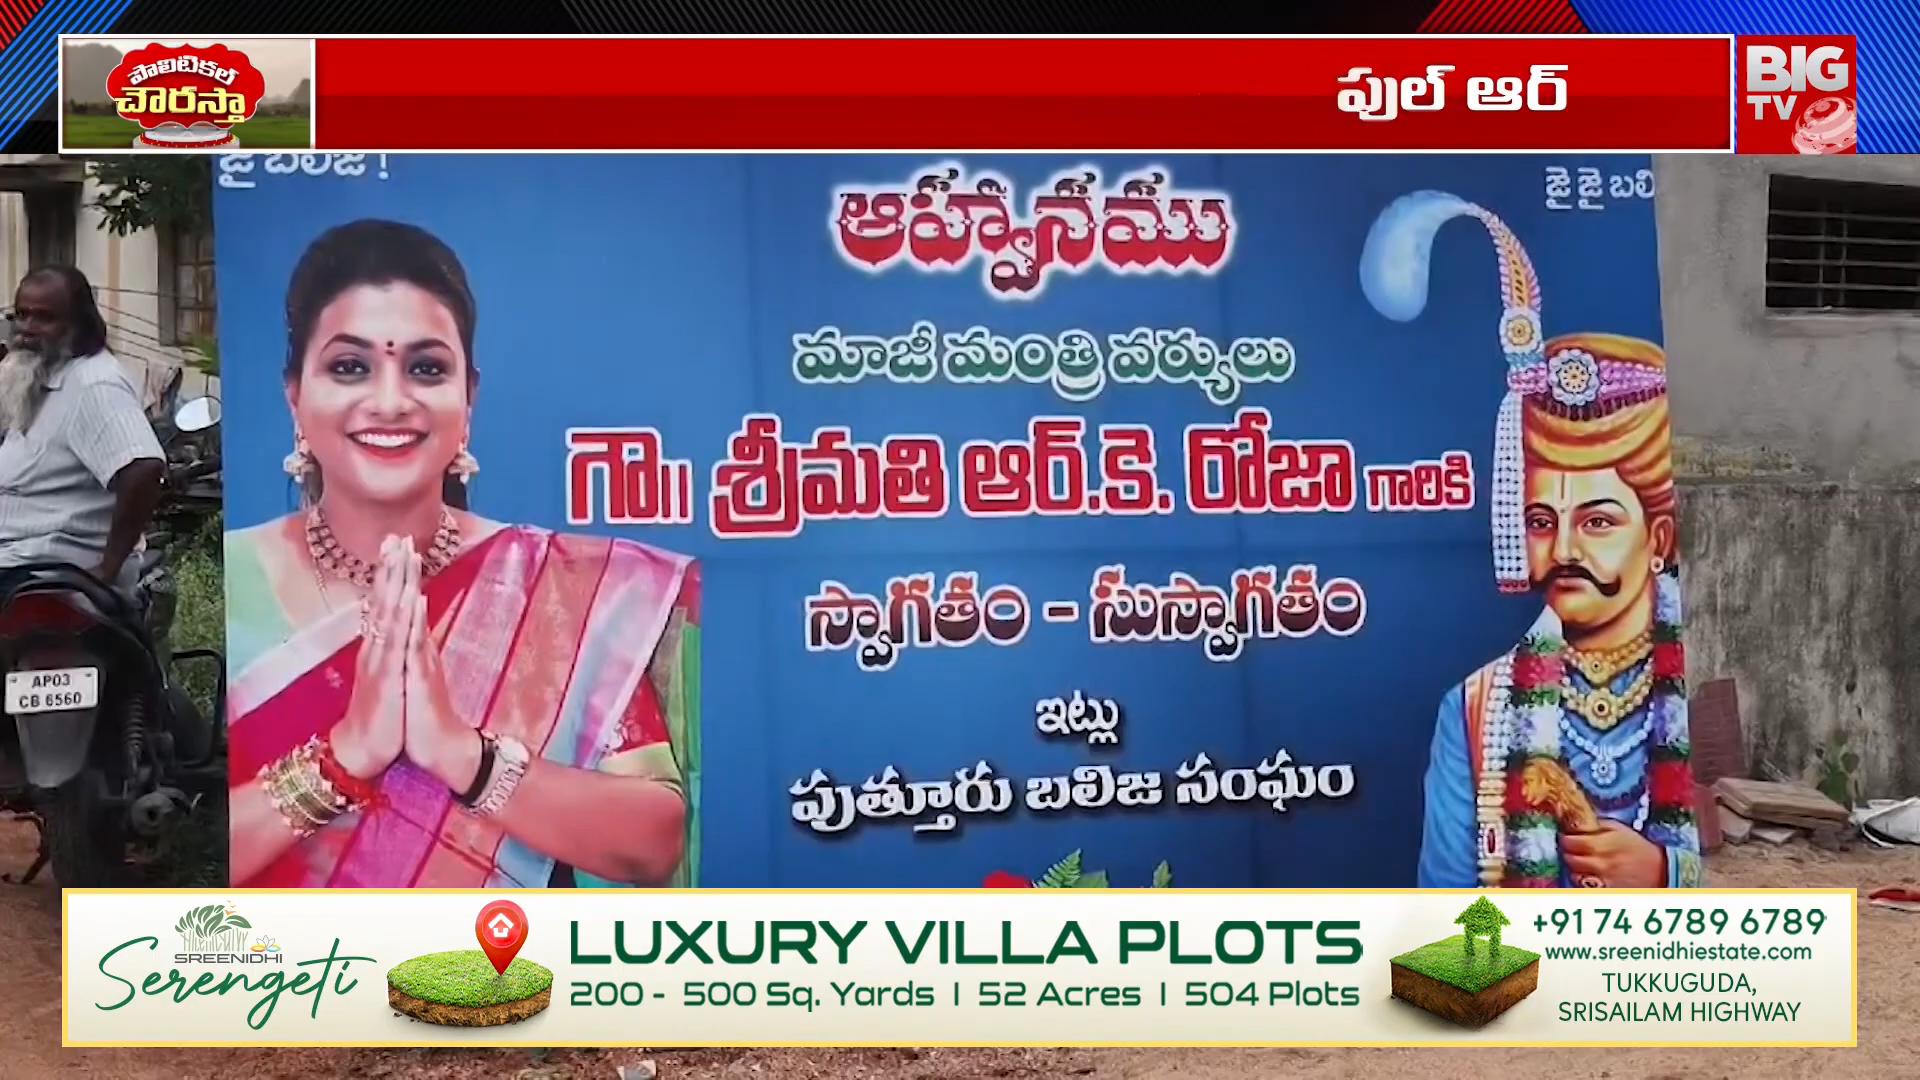 పొలిటికల్
చౌరస్తా
ఫుల్ ఆర్
BIG
TV
జై బలిజ !
జై జై బలి
ఆహ్వానము
మాజీ మంత్రి వర్యులు
గౌ|| శ్రీమతి ఆర్.కె. రోజా గారికి
స్వాగతం - సుస్వాగతం
ఇట్లు
పుత్తూరు బలిజ సంఘం
AP03
CB 6560
SREENIDHI
Serengeti
LUXURY VILLA PLOTS
200 - 500 Sq. Yards | 52 Acres | 504 Plots
+91 74 6789 6789
www.sreenidhiestate.com
TUKKUGUDA,
SRISAILAM HIGHWAY